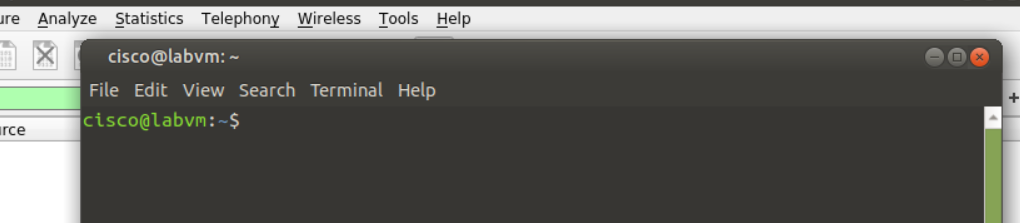 ure Analyze Statistics Telephony Wireless Tools Help
cisco@labvm: ~
File Edit View Search Terminal Help
+
urce
cisco@labvm:~$